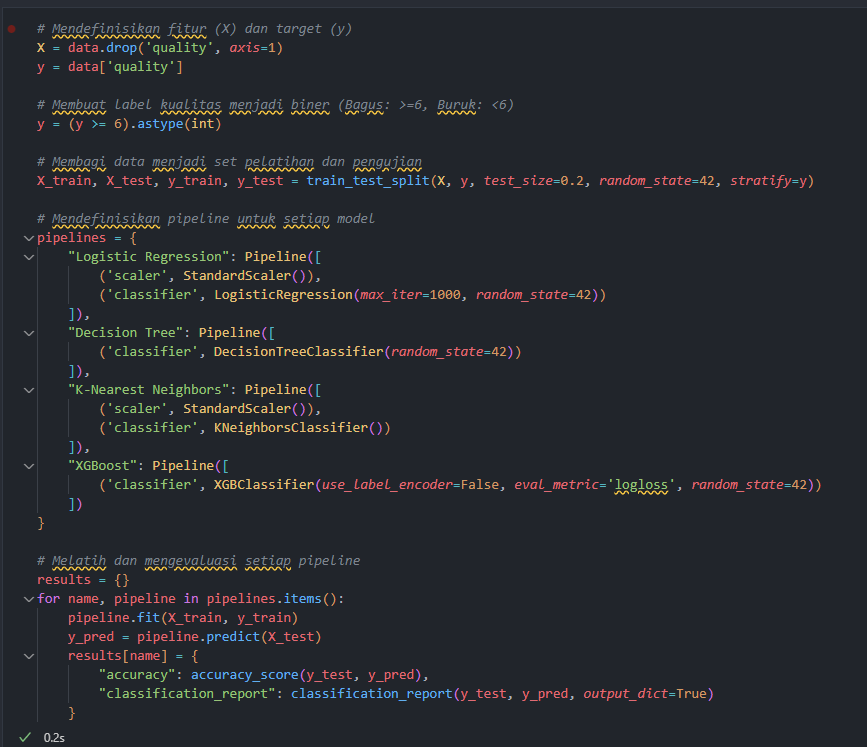 # Mendefinisikan fitur (X) dan target (y)
X = data.drop('quality', axis=1)
y = data['quality']
# Membuat label kualitas menjadi biner (Bagus: >=6, Buruk: <6)
y = (y >= 6).astype(int)
# Membagi data menjadi set pelatihan dan pengujian
X_train, X_test, y_train, y_test = train_test_split(X, y, test_size=0.2, random_state=42, stratify=y)
# Mendefinisikan pipeline untuk setiap model
pipelines = {
    "Logistic Regression": Pipeline([
        ('scaler', StandardScaler()),
        ('classifier', LogisticRegression(max_iter=1000, random_state=42))
    ]),
    "Decision Tree": Pipeline([
        ('classifier', DecisionTreeClassifier(random_state=42))
    ]),
    "K-Nearest Neighbors": Pipeline([
        ('scaler', StandardScaler()),
        ('classifier', KNeighborsClassifier())
    ]),
    "XGBoost": Pipeline([
        ('classifier', XGBClassifier(use_label_encoder=False, eval_metric='logloss', random_state=42))
    ])
}
# Melatih dan mengevaluasi setiap pipeline
results = {}
for name, pipeline in pipelines.items():
    pipeline.fit(X_train, y_train)
    y_pred = pipeline.predict(X_test)
    results[name] = {
        "accuracy": accuracy_score(y_test, y_pred),
        "classification_report": classification_report(y_test, y_pred, output_dict=True)
    }
0.2s